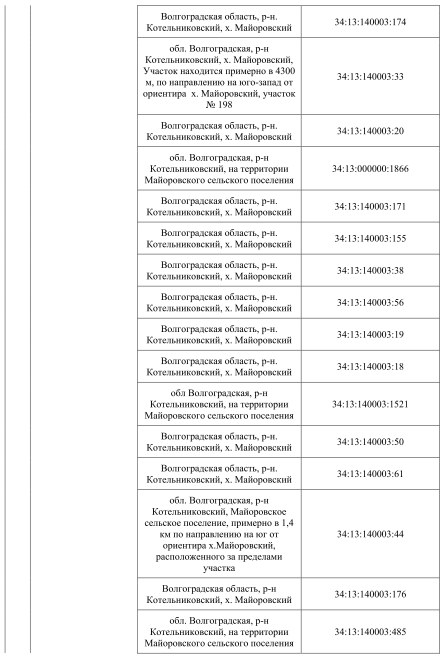 Волгоградская область, р-н.
Котельниковский, х. Майоровский
34:13:140003:174
обл. Волгоградская, р-н
Котельниковский, х. Майоровский,
Участок находится примерно в 4300
м, по направлению на юго-запад от
ориентира х. Майоровский, участок
№ 198
34:13:140003:33
Волгоградская область, р-н.
Котельниковский, х. Майоровский
34:13:140003:20
обл. Волгоградская, р-н
Котельниковский, на территории
Майоровского сельского поселения
34:13:000000:1866
Волгоградская область, р-н.
Котельниковский, х. Майоровский
34:13:140003:171
Волгоградская область, р-н.
Котельниковский, х. Майоровский
34:13:140003:155
Волгоградская область, р-н.
Котельниковский, х. Майоровский
34:13:140003:38
Волгоградская область, р-н.
Котельниковский, х. Майоровский
34:13:140003:56
Волгоградская область, р-н.
Котельниковский, х. Майоровский
34:13:140003:19
Волгоградская область, р-н.
Котельниковский, х. Майоровский
34:13:140003:18
обл Волгоградская, р-н
Котельниковский, на территории
Майоровского сельского поселения
34:13:140003:1521
Волгоградская область, р-н.
Котельниковский, х. Майоровский
34:13:140003:50
Волгоградская область, р-н.
Котельниковский, х. Майоровский
34:13:140003:61
обл. Волгоградская, р-н
Котельниковский, Майоровское
сельское поселение, примерно в 1,4
км по направлению на юг от
ориентира х.Майоровский,
расположенного за пределами
участка
34:13:140003:44
Волгоградская область, р-н
Котельниковский, х. Майоровский
34:13:140003:176
обл. Волгоградская, р-н
Котельниковский, на территории
Майоровского сельского поселения
34:13:140003:485